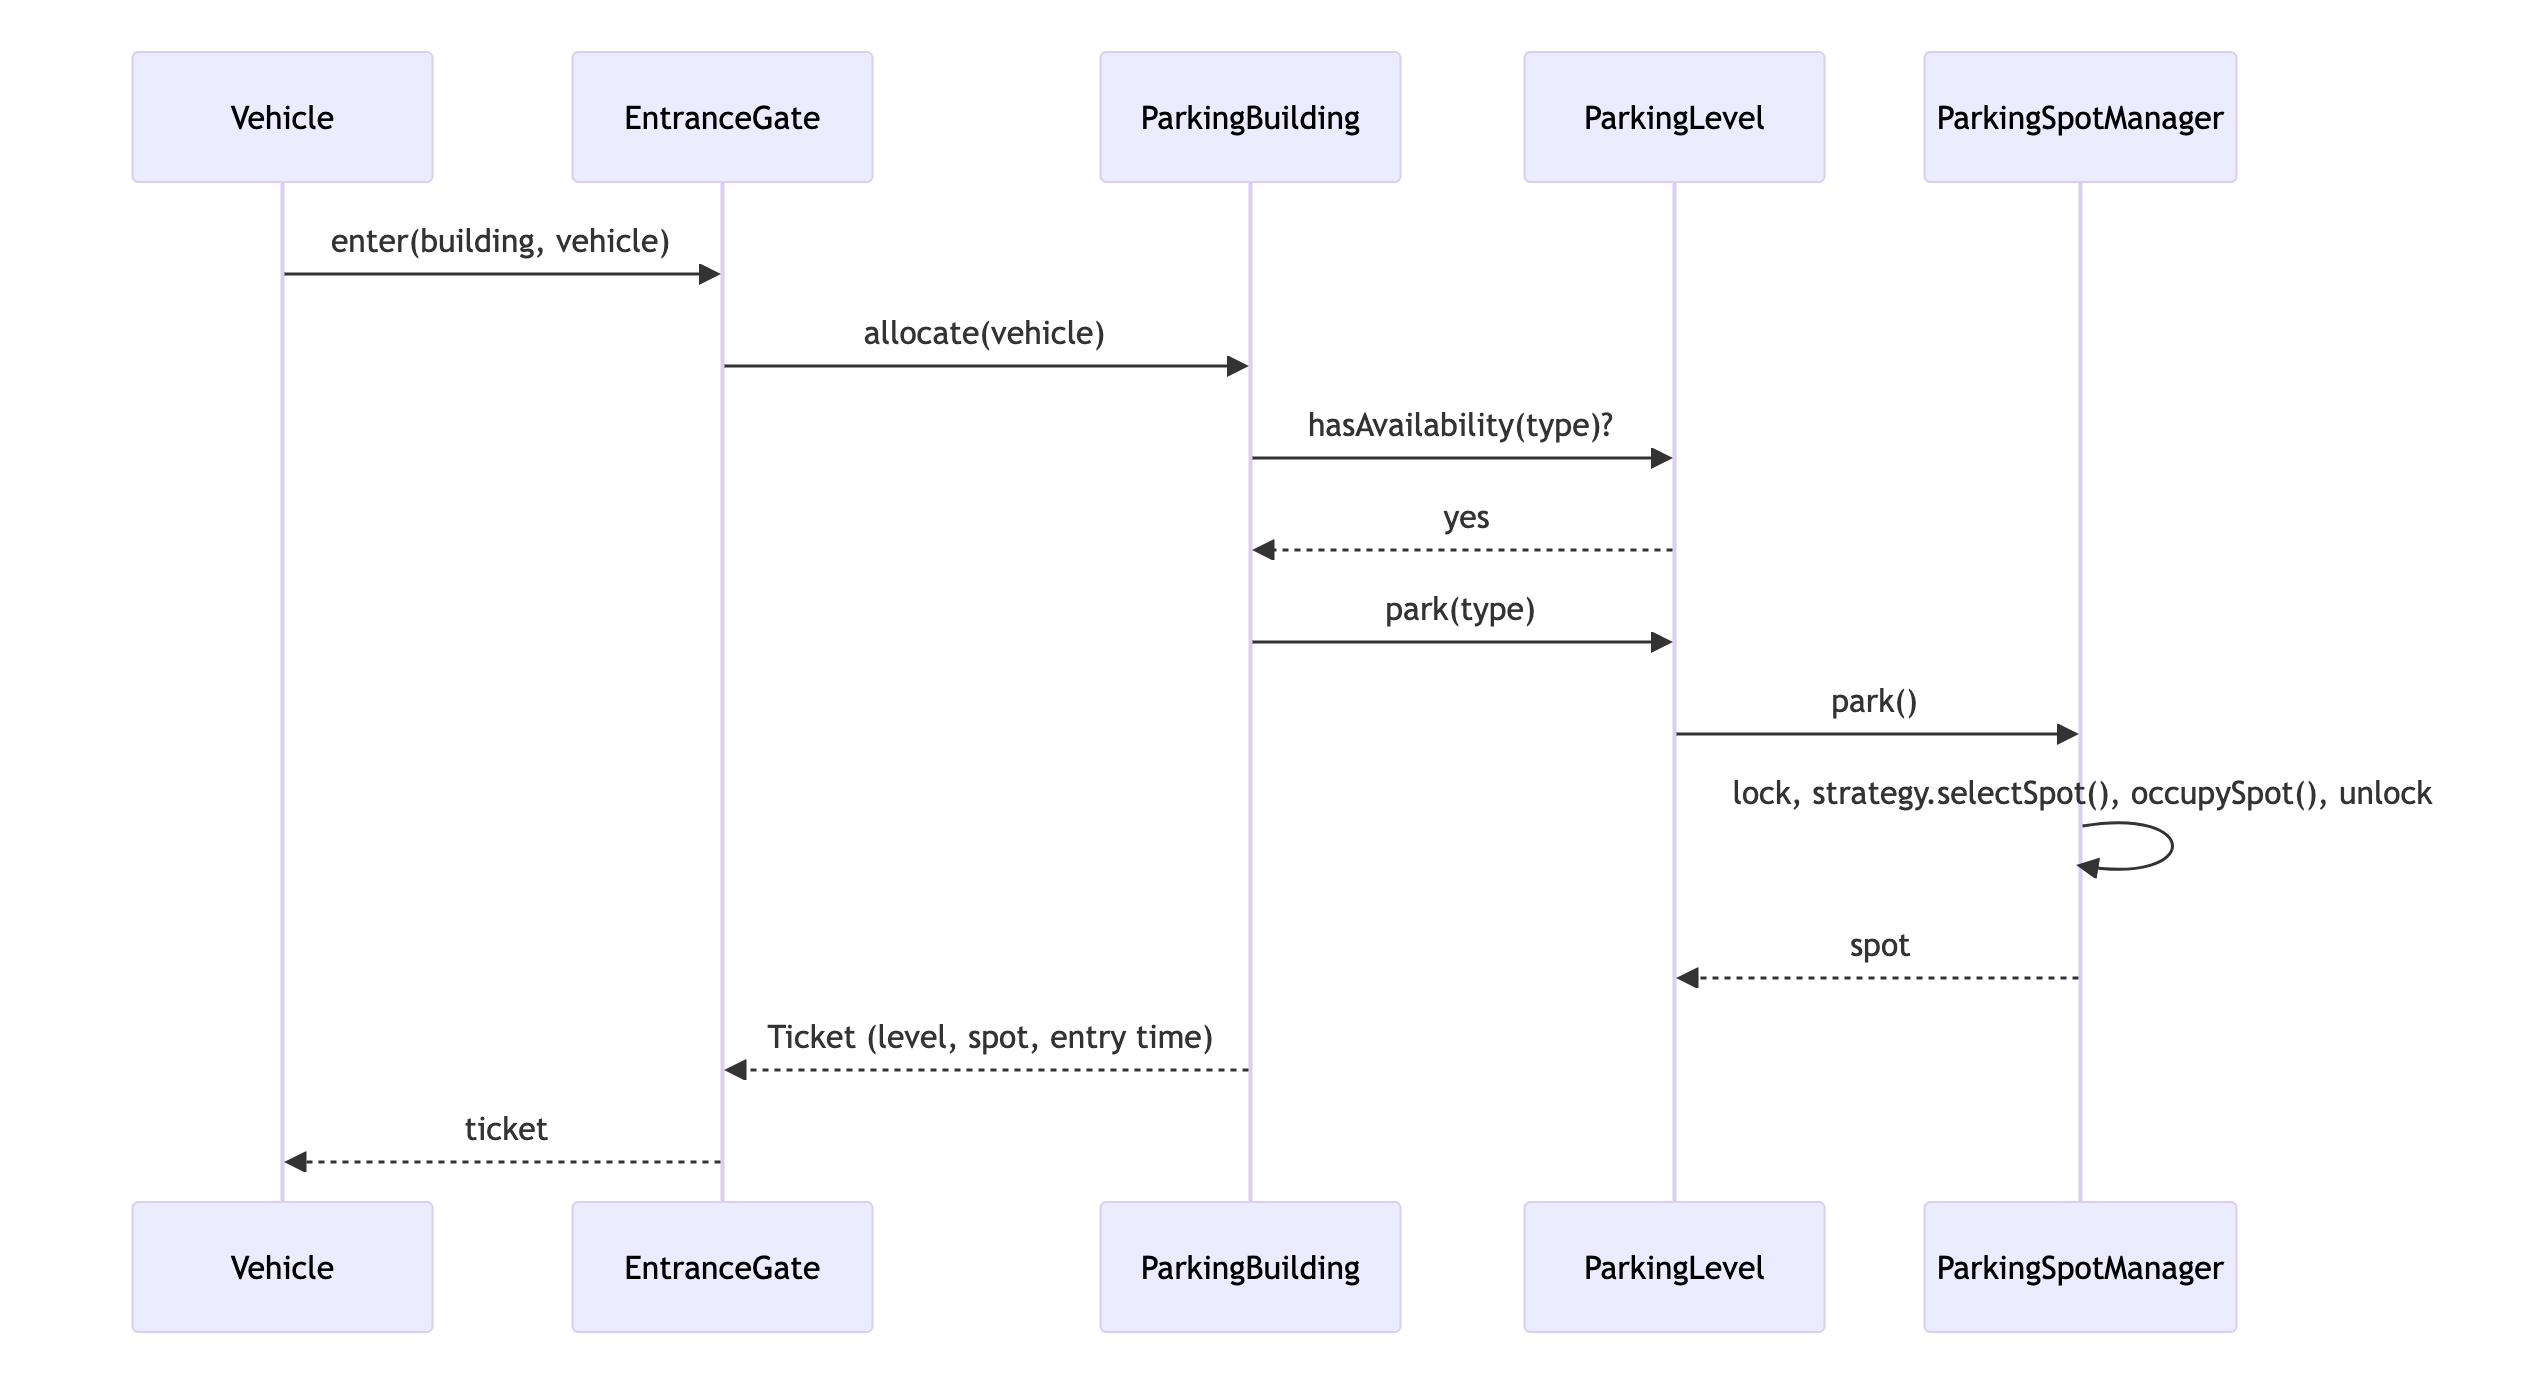 Vehicle
EntranceGate
ParkingBuilding
ParkingLevel
ParkingSpotManager
enter(building, vehicle)
allocate(vehicle)
hasAvailability(type)?
yes
park(type)
park()
lock, strategy.selectSpot(), occupySpot(), unlock
spot
Ticket (level, spot, entry time)
ticket
Vehicle
EntranceGate
ParkingBuilding
ParkingLevel
ParkingSpotManager